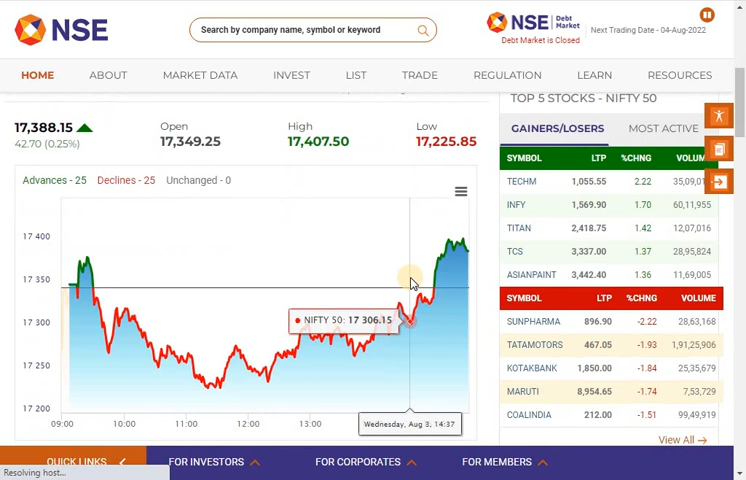 NSE
Search by company name, symbol or keyword
NSE Debt Market
Debt Market is Closed
Next Trading Date - 04-Aug-2022
HOME ABOUT MARKET DATA INVEST LIST TRADE REGULATION LEARN RESOURCES
17,388.15
42.70 (0.25%)
Open
17,349.25
High
17,407.50
Low
17,225.85
Advances - 25 Declines - 25 Unchanged - 0
17 400
17 350
17 300
17 250
17 200
NIFTY 50: 17 306.15
09:00 10:00 11:00 12:00 13:00
Wednesday, Aug 3, 14:37
TOP 5 STOCKS - NIFTY 50
GAINERS/LOSERS MOST ACTIVE
SYMBOL LTP %CHNG VOLUME
TECHM 1,055.55 2.22
INFY 1,569.90 1.70 60,11,955
TITAN 2,418.75 1.42 12,07,016
TCS 3,337.00 1.37 28,95,824
ASIANPAINT 3,442.40 1.36 11,69,005
SYMBOL LTP %CHNG VOLUME
SUNPHARMA 896.90 -2.22 28,63,168
TATAMOTORS 467.05 -1.93 1,91,25,906
KOTAKBANK 1,850.00 -1.84 25,35,679
MARUTI 8,954.65 -1.74 7,53,729
COALINDIA 212.00 -1.51 99,49,919
View All
QUICK LINKS FOR INVESTORS FOR CORPORATES FOR MEMBERS
Resolving host...